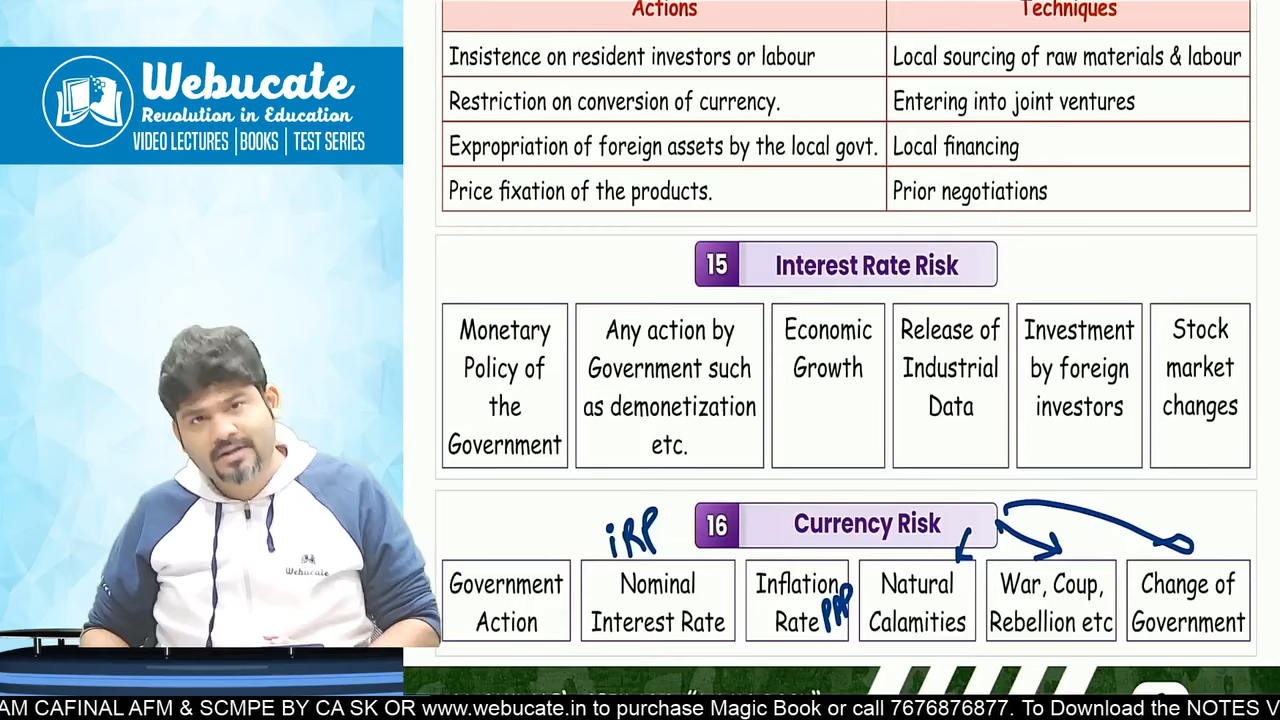 Webucate
Revolution in Education
VIDEO LECTURES | BOOKS | TEST SERIES
Actions
Techniques
Insistence on resident investors or labour
Local sourcing of raw materials & labour
Restriction on conversion of currency.
Entering into joint ventures
Expropriation of foreign assets by the local govt.
Local financing
Price fixation of the products.
Prior negotiations
15 Interest Rate Risk
Monetary
Policy of
the
Government
Any action by
Government such
as demonetization
etc.
Economic
Growth
Release of
Industrial
Data
Investment
by foreign
investors
Stock
market
changes
iRP
16 Currency Risk
Government
Action
Nominal
Interest Rate
Inflation
Rate PPP
Natural
Calamities
War, Coup,
Rebellion etc
Change of
Government
Webucate
AM CAFINAL AFM & SCMPE BY CA SK OR www.webucate.in to purchase Magic Book or call 7676876877. To Download the NOTES V